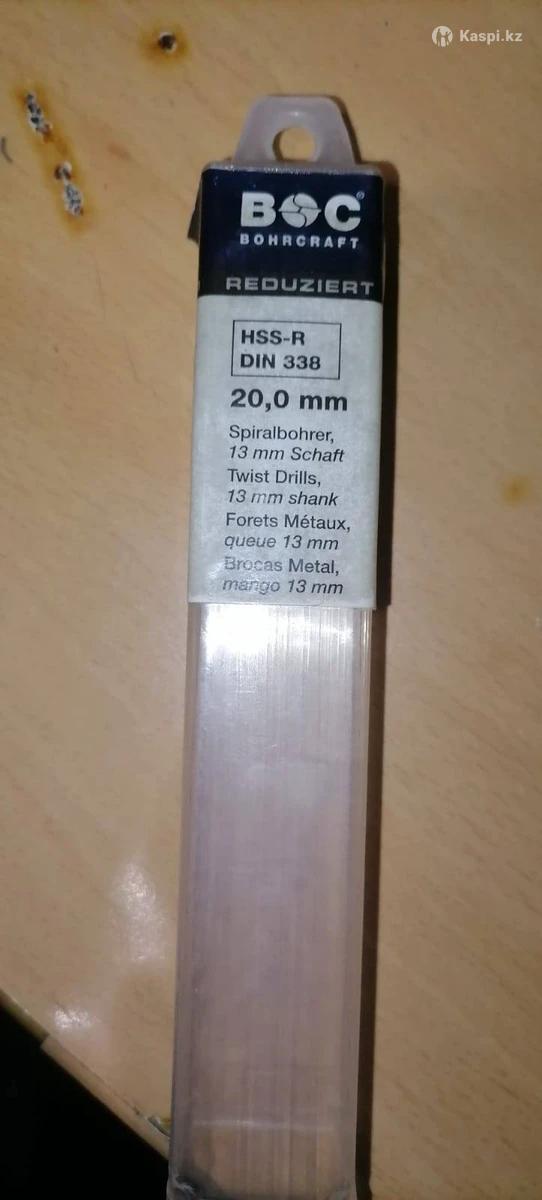 Kaspi.kz
BOC®
BOHRCRAFT
REDUZIERT
HSS-R
DIN 338
20,0 mm
Spiralbohrer,
13 mm Schaft
Twist Drills,
13 mm shank
Forets Métaux,
queue 13 mm
Brocas Metal,
mango 13 mm